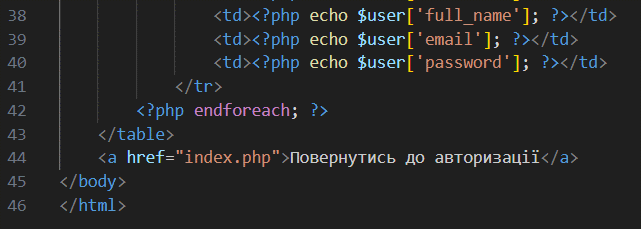 38 <td><?php echo $user['full_name']; ?></td>
39 <td><?php echo $user['email']; ?></td>
40 <td><?php echo $user['password']; ?></td>
41 </tr>
42 <?php endforeach; ?>
43 </table>
44 <a href="index.php">Повернутись до авторизації</a>
45 </body>
46 </html>